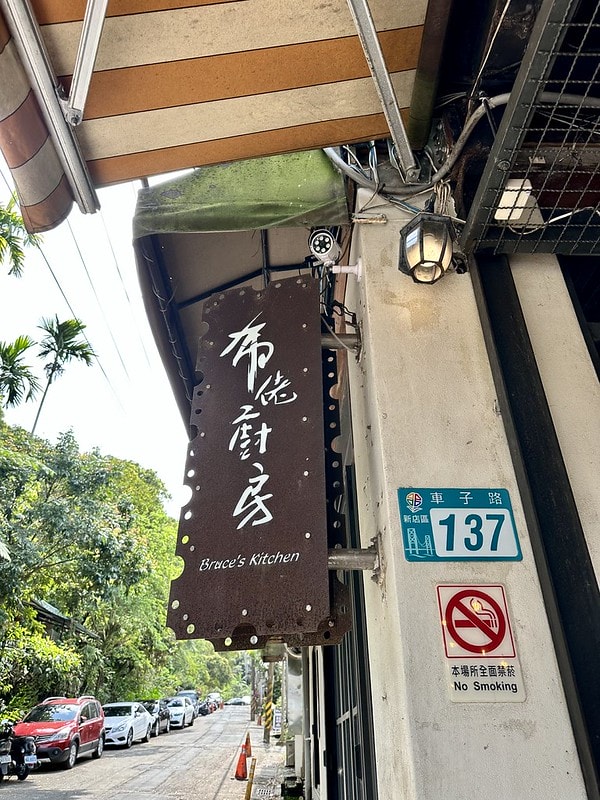 布佬廚房
Bruce's Kitchen
車子路
新店區
137
本場所全面禁菸
No Smoking